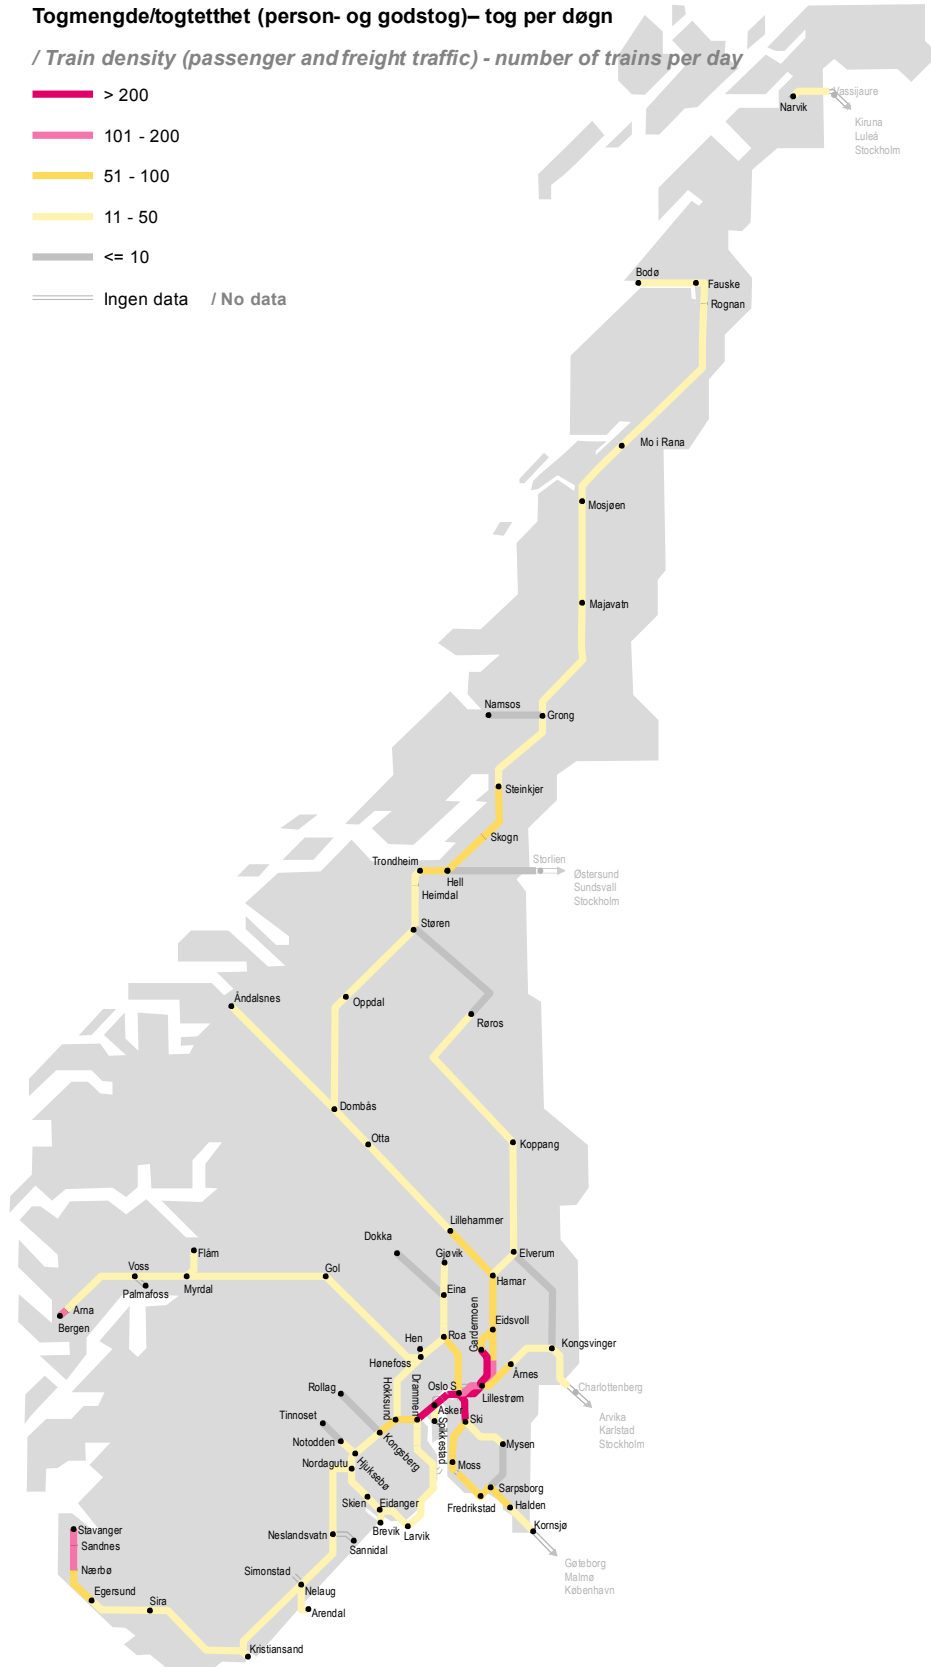 Togmengde/togtetthet (person- og godstog)– tog per døgn
/ Train density (passenger and freight traffic) - number of trains per day
> 200
101 - 200
51 - 100
11 - 50
<= 10
Ingen data / No data
Narvik
Vassijaure
Kiruna
Luleå
Stockholm
Bodø
Fauske
Rognan
Mo i Rana
Mosjøen
Majavatn
Namsos
Grong
Steinkjer
Skogn
Trondheim
Hell
Storlien
Østersund
Sundsvall
Stockholm
Heimdal
Støren
Åndalsnes
Oppdal
Røros
Dombås
Otta
Koppang
Lillehammer
Dokka
Gjøvik
Elverum
Flåm
Voss
Gol
Palmafoss
Myrdal
Hamar
Eina
Arna
Bergen
Gardermoen
Eidsvoll
Hen
Roa
Kongsvinger
Hønefoss
Årnes
Drammen
Hokksund
Oslo S
Lillestrøm
Charlottenberg
Rollag
Asker
Arvika
Karlstad
Stockholm
Tinnoset
Spikkestad
Ski
Notodden
Kongsberg
Mysen
Nordagutu
Hjuksebø
Moss
Skien
Eidanger
Sarpsborg
Fredrikstad
Halden
Brevik
Larvik
Kornsjø
Stavanger
Sandnes
Neslandsvatn
Sannidal
Gøteborg
Malmø
København
Nærbø
Simonstad
Nelaug
Egersund
Sira
Arendal
Kristiansand